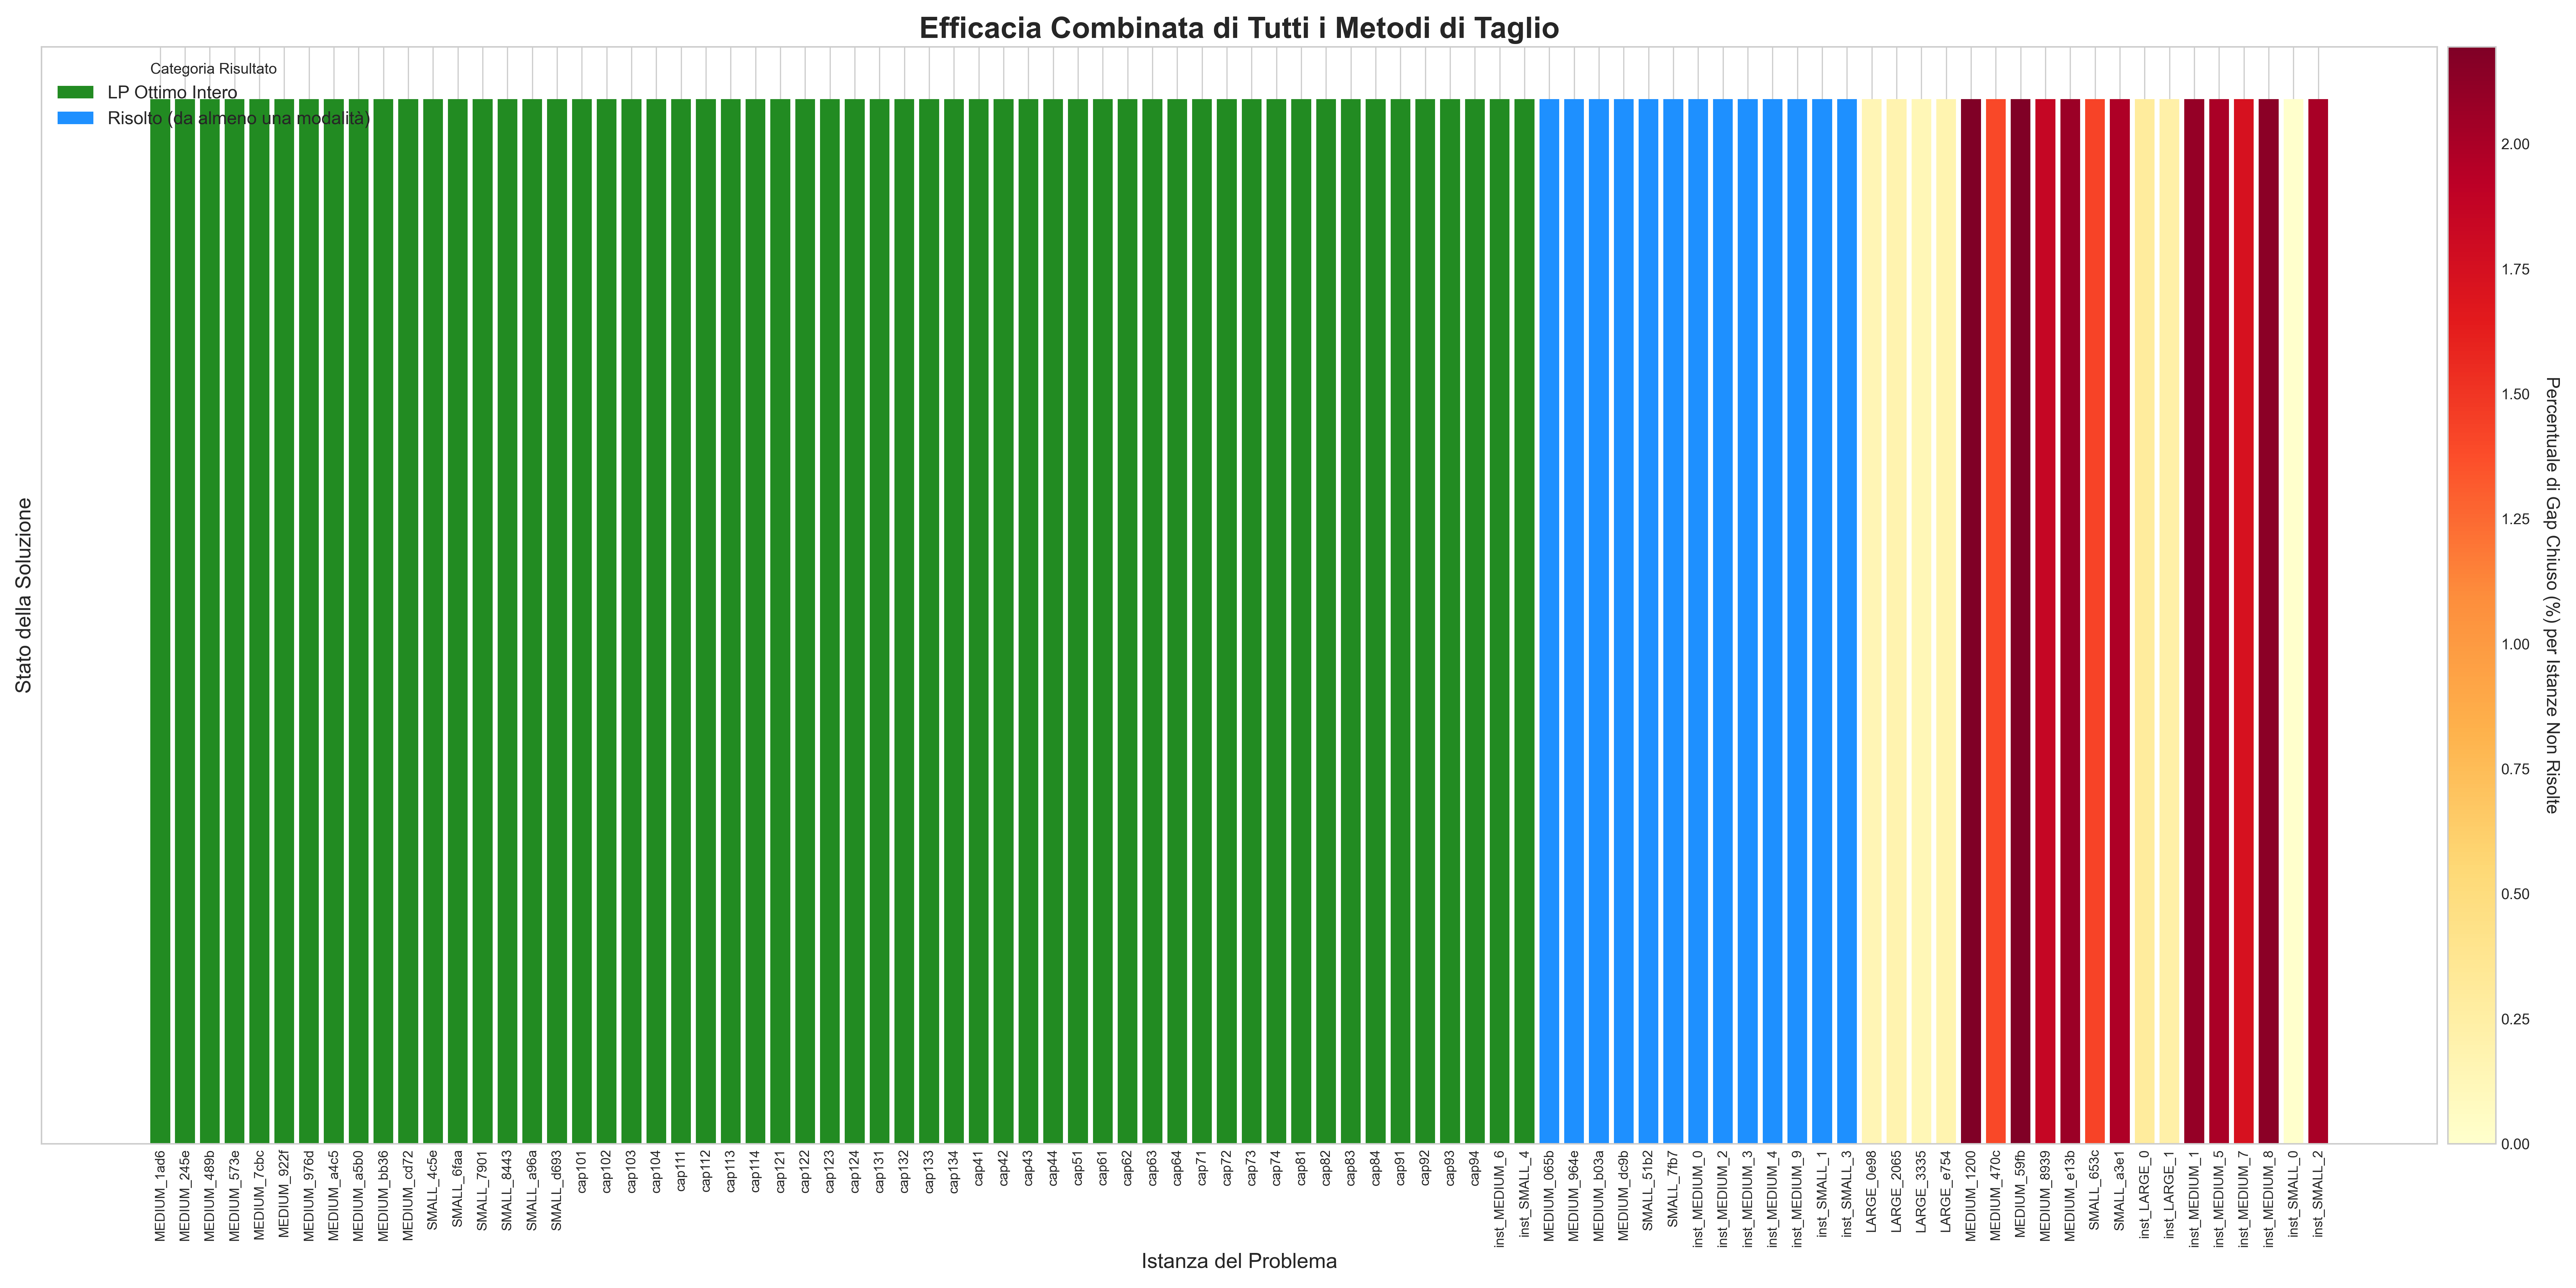 Efficacia Combinata di Tutti i Metodi di Taglio
Categoria Risultato
LP Ottimo Intero
Risolto (da almeno una modalità)
Stato della Soluzione
MEDIUM_1ad6
MEDIUM_245e
MEDIUM_489b
MEDIUM_573e
MEDIUM_7cbc
MEDIUM_922f
MEDIUM_976d
MEDIUM_a4c5
MEDIUM_a5b0
MEDIUM_bb36
MEDIUM_cd72
SMALL_4c5e
SMALL_6faa
SMALL_7901
SMALL_8443
SMALL_a96a
SMALL_d693
cap101
cap102
cap103
cap104
cap111
cap112
cap113
cap114
cap121
cap122
cap123
cap124
cap131
cap132
cap133
cap134
cap41
cap42
cap43
cap44
cap51
cap61
cap62
cap63
cap64
cap71
cap72
cap73
cap74
cap81
cap82
cap83
cap84
cap91
cap92
cap93
cap94
inst_MEDIUM_6
inst_SMALL_4
MEDIUM_065b
MEDIUM_964e
MEDIUM_b03a
MEDIUM_dc9b
SMALL_51b2
SMALL_7fb7
inst_MEDIUM_0
inst_MEDIUM_2
inst_MEDIUM_3
inst_MEDIUM_4
inst_MEDIUM_9
inst_SMALL_1
inst_SMALL_3
LARGE_0e98
LARGE_2065
LARGE_3335
LARGE_e754
MEDIUM_1200
MEDIUM_470c
MEDIUM_59fb
MEDIUM_8939
MEDIUM_e13b
SMALL_653c
SMALL_a3e1
inst_LARGE_0
inst_LARGE_1
inst_MEDIUM_1
inst_MEDIUM_5
inst_MEDIUM_7
inst_MEDIUM_8
inst_SMALL_0
inst_SMALL_2
Istanza del Problema
2.00
1.75
1.50
1.25
1.00
0.75
0.50
0.25
0.00
Percentuale di Gap Chiuso (%) per Istanze Non Risolte